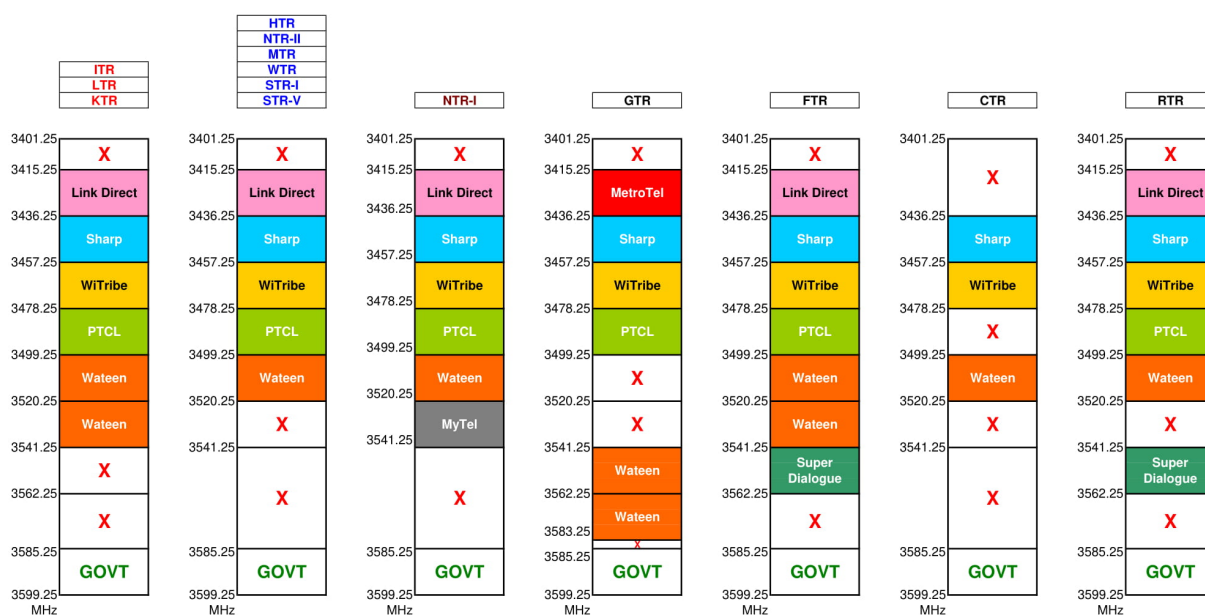 ITR
LTR
KTR
3401.25
X
3415.25
Link Direct
3436.25
Sharp
3457.25
WiTribe
3478.25
PTCL
3499.25
Wateen
3520.25
Wateen
3541.25
X
3562.25
X
3585.25
GOVT
3599.25
MHz
HTR
NTR-II
MTR
WTR
STR-I
STR-V
3401.25
X
3415.25
Link Direct
3436.25
Sharp
3457.25
WiTribe
3478.25
PTCL
3499.25
Wateen
3520.25
X
3541.25
X
3585.25
GOVT
3599.25
MHz
NTR-I
3401.25
X
3415.25
Link Direct
3436.25
Sharp
3457.25
WiTribe
3478.25
PTCL
3499.25
Wateen
3520.25
MyTel
3541.25
X
3585.25
GOVT
3599.25
MHz
GTR
3401.25
X
3415.25
MetroTel
3436.25
Sharp
3457.25
WiTribe
3478.25
PTCL
3499.25
X
3520.25
X
3541.25
Wateen
3562.25
Wateen
3583.25
X
3585.25
GOVT
3599.25
MHz
FTR
3401.25
X
3415.25
Link Direct
3436.25
Sharp
3457.25
WiTribe
3478.25
PTCL
3499.25
Wateen
3520.25
Wateen
3541.25
Super
Dialogue
3562.25
X
3585.25
GOVT
3599.25
MHz
CTR
3401.25
X
3415.25
3436.25
Sharp
3457.25
WiTribe
3478.25
X
3499.25
Wateen
3520.25
X
3541.25
X
3562.25
3585.25
GOVT
3599.25
MHz
RTR
3401.25
X
3415.25
Link Direct
3436.25
Sharp
3457.25
WiTribe
3478.25
PTCL
3499.25
Wateen
3520.25
X
3541.25
Super
Dialogue
3562.25
X
3585.25
GOVT
3599.25
MHz